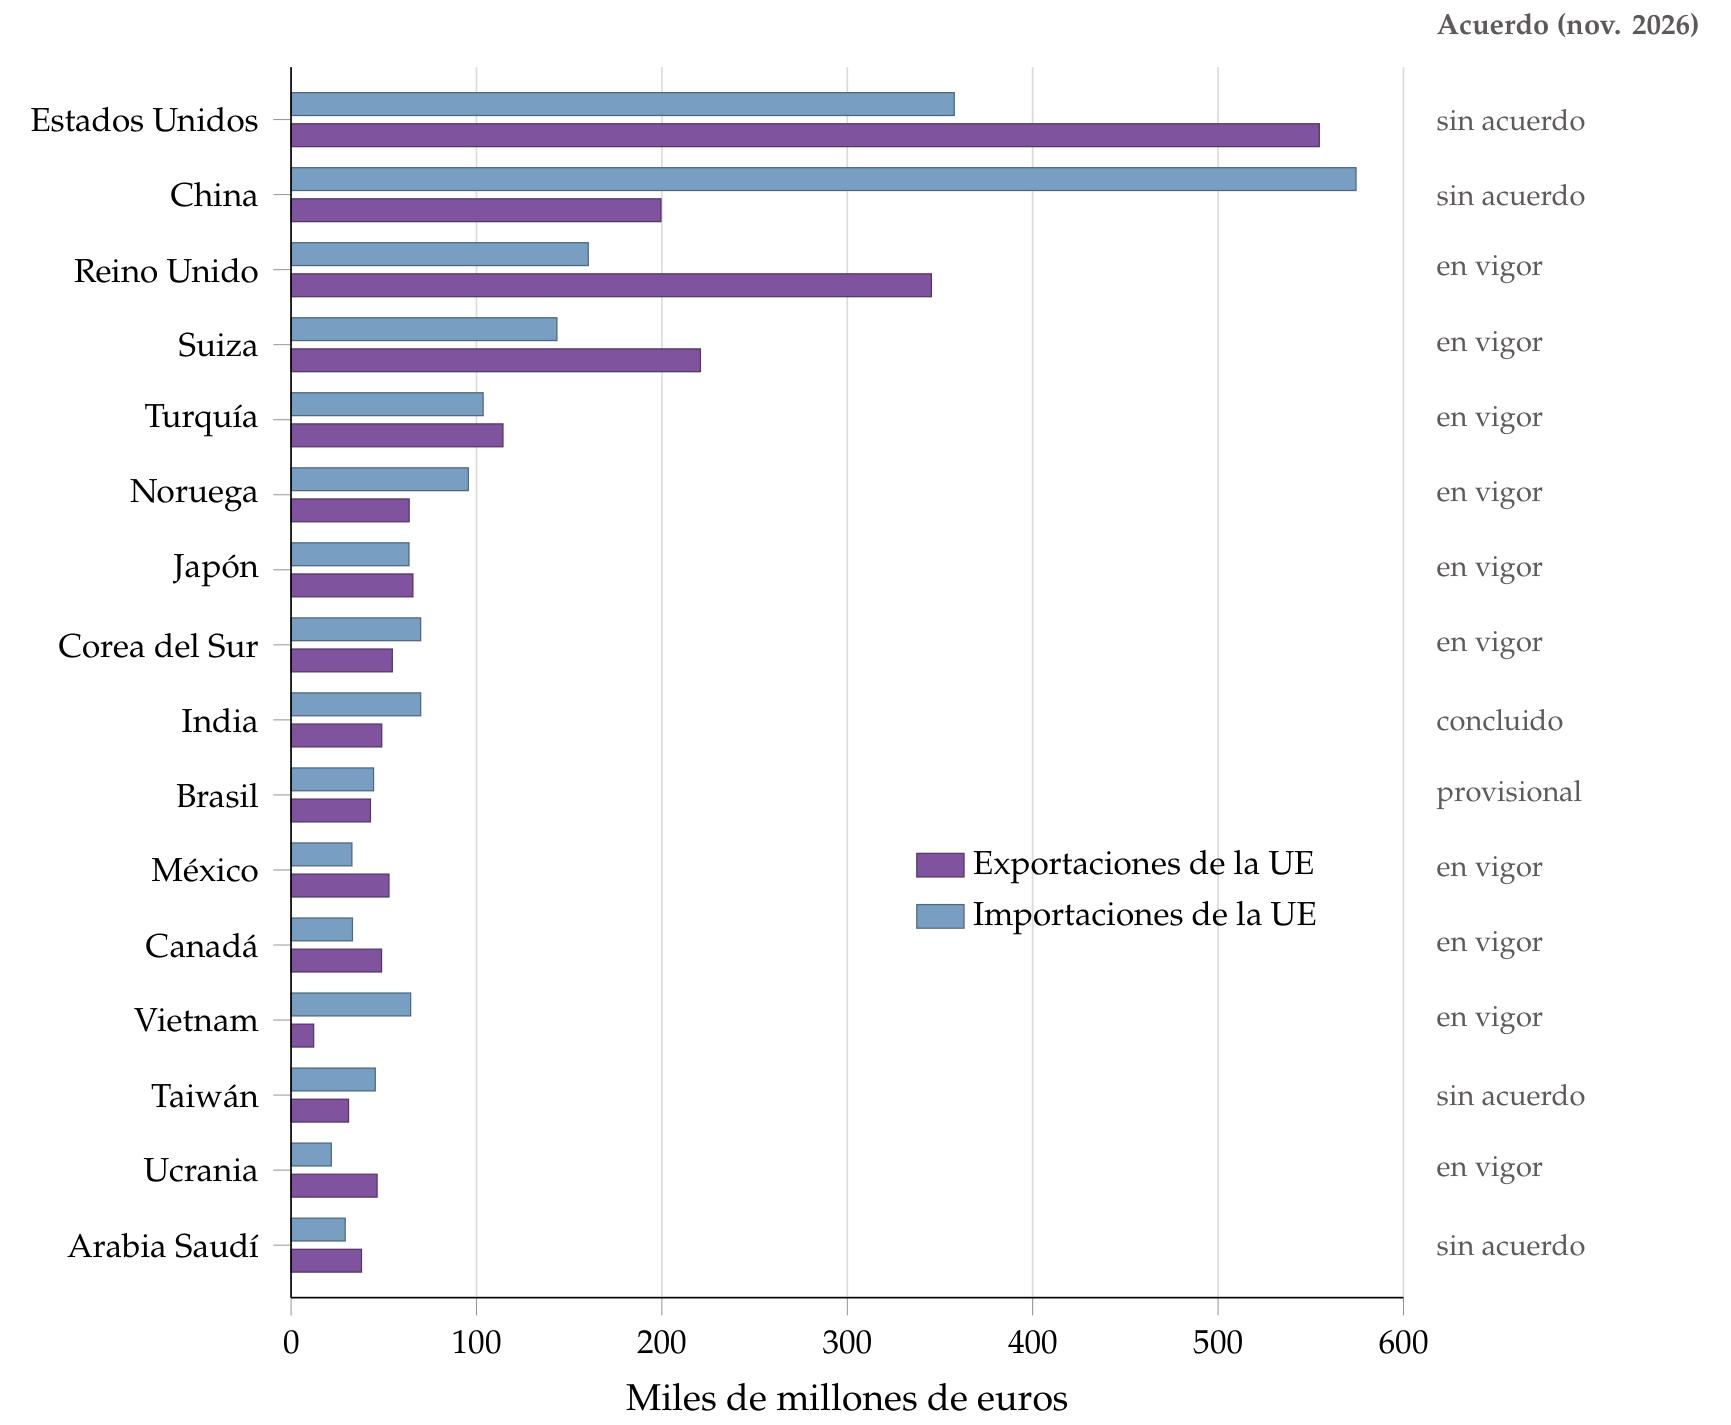 Acuerdo (nov. 2026)
Estados Unidos sin acuerdo
China sin acuerdo
Reino Unido en vigor
Suiza en vigor
Turquía en vigor
Noruega en vigor
Japón en vigor
Corea del Sur en vigor
India concluido
Brasil provisional
México en vigor
Exportaciones de la UE
Importaciones de la UE
Canadá en vigor
Vietnam en vigor
Taiwán sin acuerdo
Ucrania en vigor
Arabia Saudí sin acuerdo
0 100 200 300 400 500 600
Miles de millones de euros